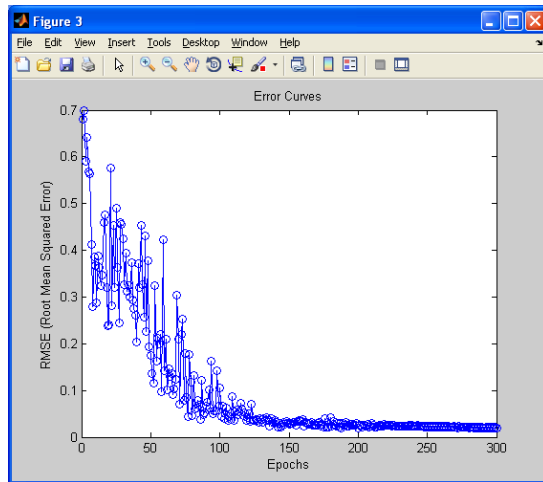 Figure 3
File Edit View Insert Tools Desktop Window Help
Error Curves
0.7
0.6
0.5
0.4
0.3
0.2
0.1
0
RMSE (Root Mean Squared Error)
0 50 100 150 200 250 300
Epochs